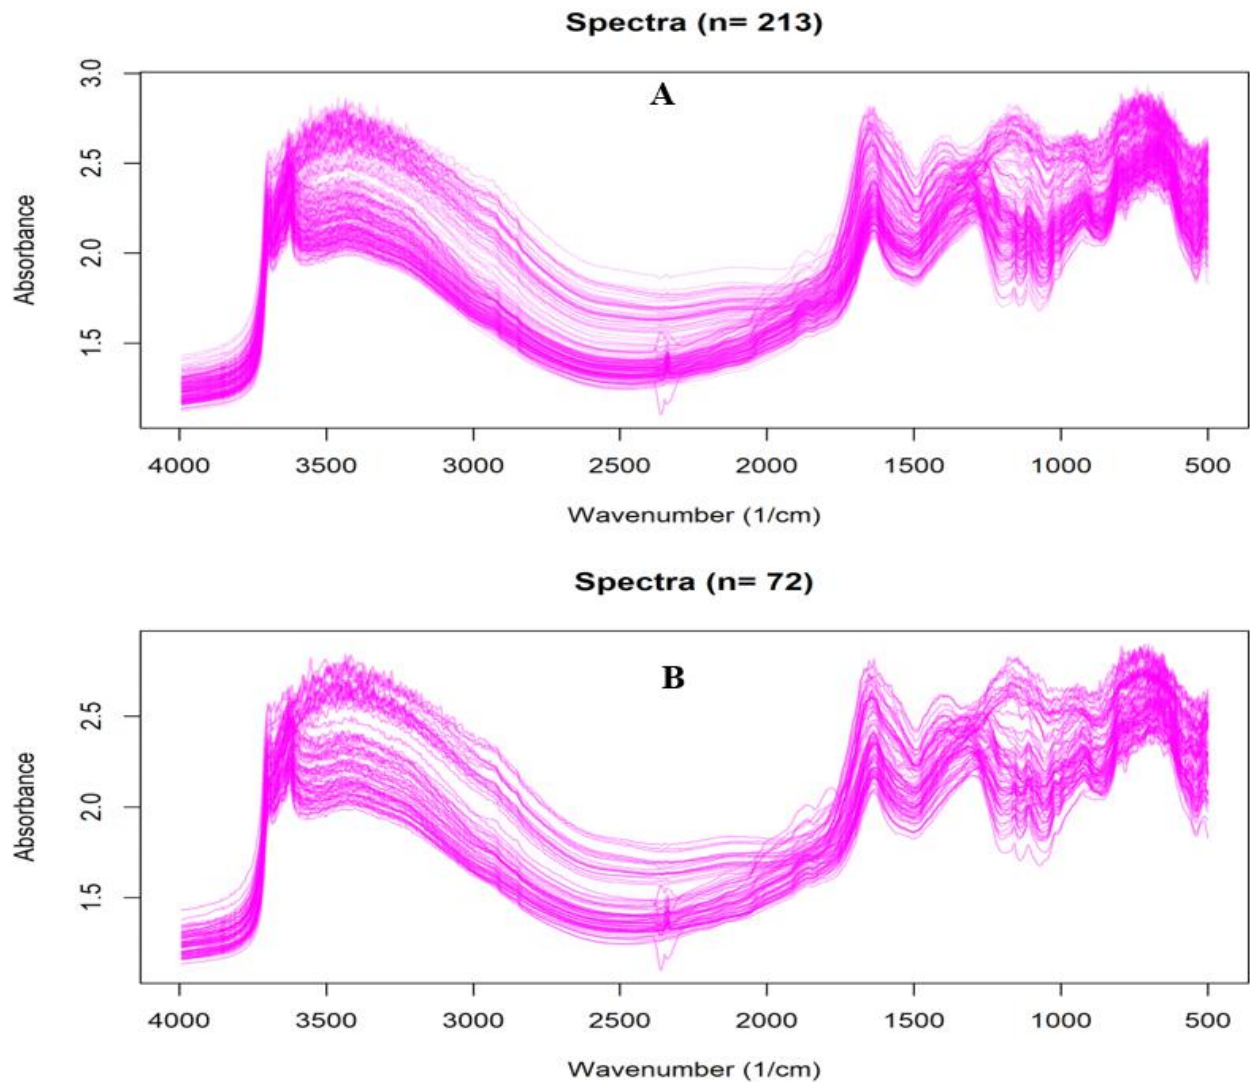 Spectra (n= 213)
A
3.0
2.5
2.0
1.5
Absorbance
4000 3500 3000 2500 2000 1500 1000 500
Wavenumber (1/cm)
Spectra (n= 72)
B
2.5
2.0
1.5
Absorbance
4000 3500 3000 2500 2000 1500 1000 500
Wavenumber (1/cm)